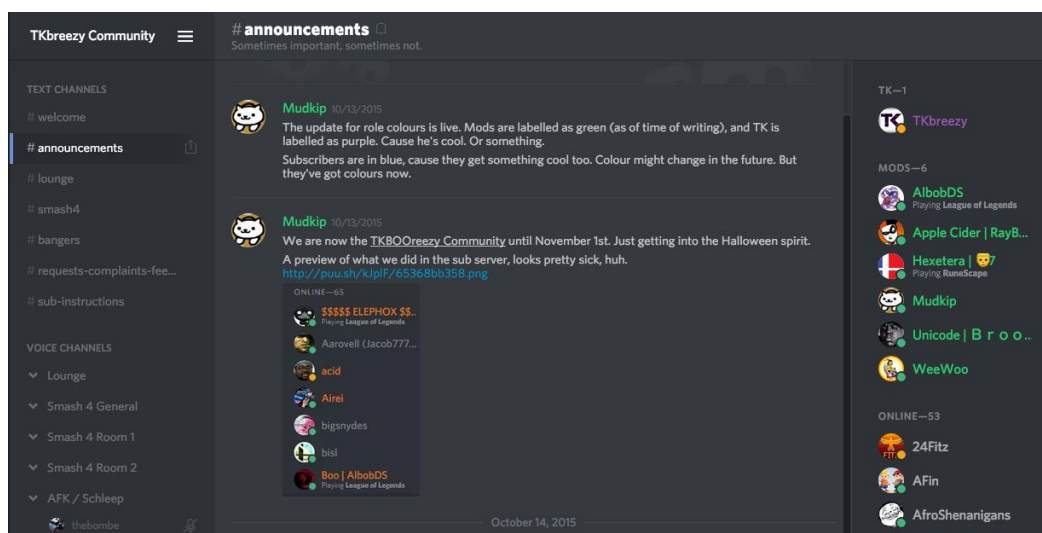 TKbreezy Community
TEXT CHANNELS
# welcome
# announcements
# lounge
# smash4
# bangers
# requests-complaints-fee...
# sub-instructions
VOICE CHANNELS
Lounge
Smash 4 General
Smash 4 Room 1
Smash 4 Room 2
AFK / Schleep
thebombe
#announcements
Sometimes important, sometimes not.
Mudkip 10/13/2015
The update for role colours is live. Mods are labelled as green (as of time of writing), and TK is
labelled as purple. Cause he's cool. Or something.
Subscribers are in blue, cause they get something cool too. Colour might change in the future. But
they've got colours now.
Mudkip 10/13/2015
We are now the TKBOOreezy Community until November 1st. Just getting into the Halloween spirit.
A preview of what we did in the sub server, looks pretty sick, huh.
http://puu.sh/kJplF/65368bb358.png
ONLINE—65
$$$$$ ELEPHOX $$..
Playing League of Legends
Aarovell (Jacob777...
acid
Airei
bigsnydes
bisl
Boo | AlbobDS
Playing League of Legends
October 14, 2015
TK—1
TK
TKbreezy
MODS—6
AlbobDS
Playing League of Legends
Apple Cider | RayB...
Hexetera | 😎7
Playing RuneScape
Mudkip
Unicode | Ｂｒｏｏ...
WeeWoo
ONLINE—53
FIT
24Fitz
AFin
AfroShenanigans